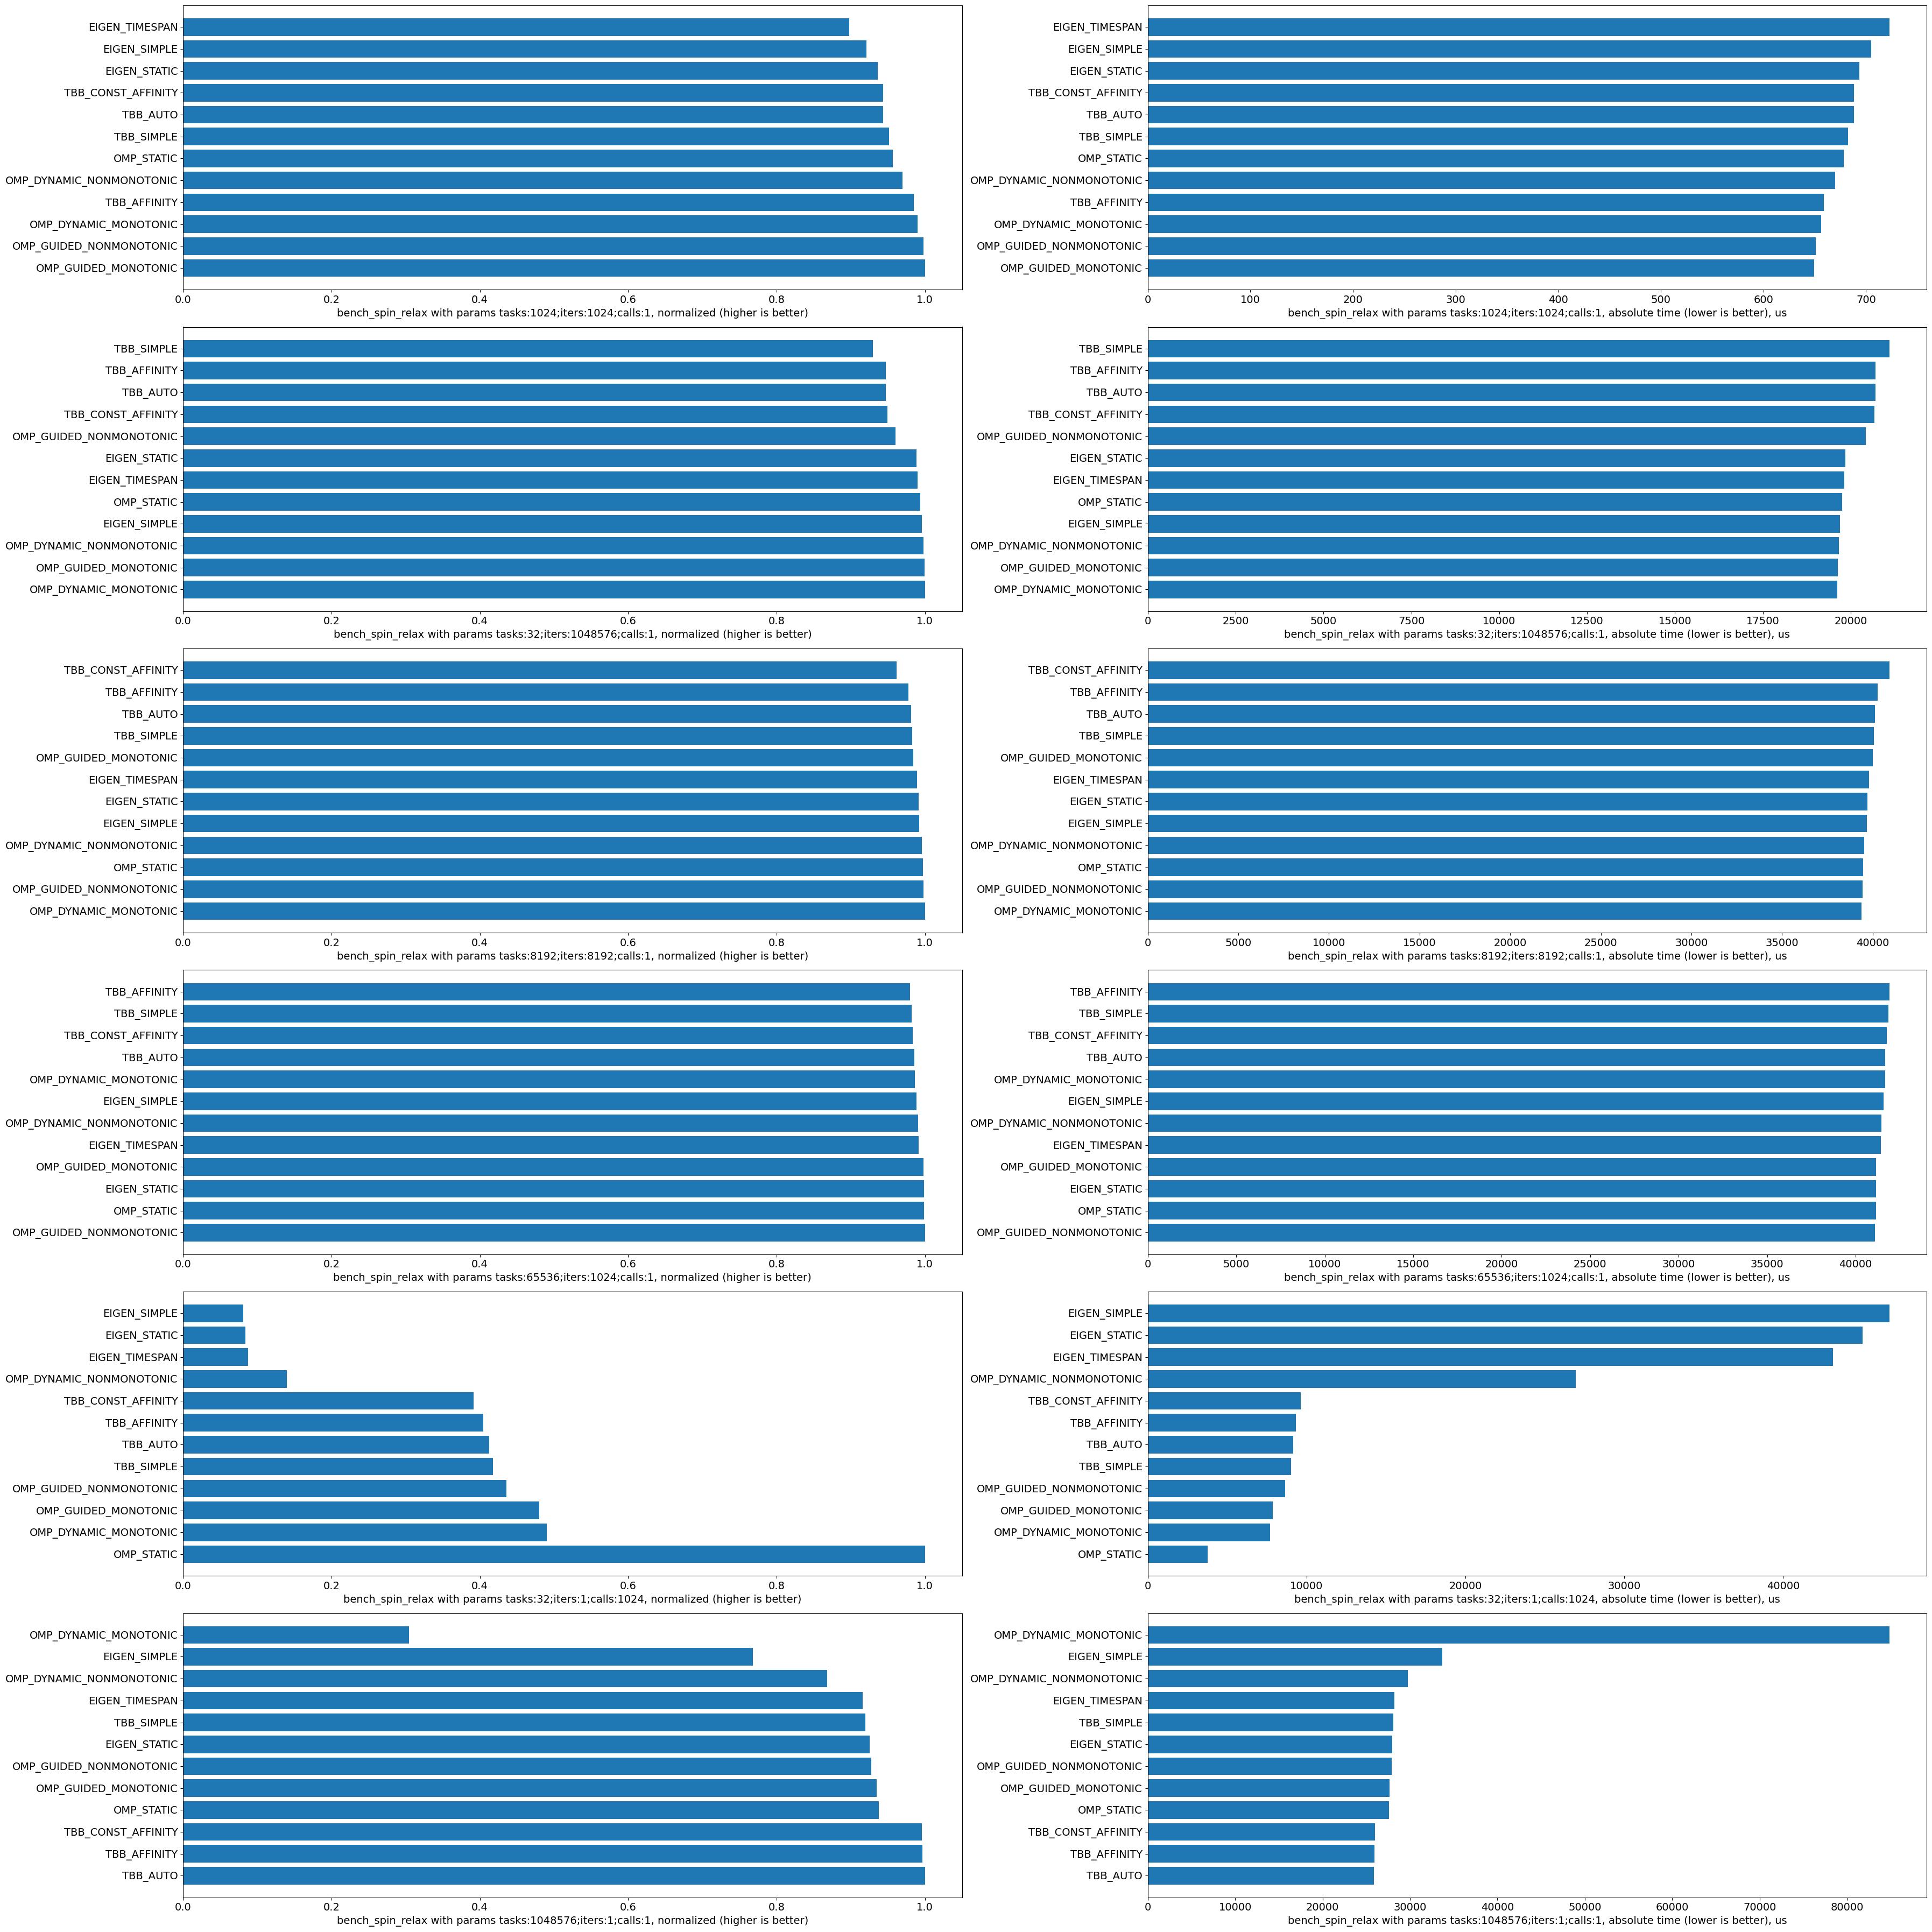 EIGEN_TIMESPAN
EIGEN_SIMPLE
EIGEN_STATIC
TBB_CONST_AFFINITY
TBB_AUTO
TBB_SIMPLE
OMP_STATIC
OMP_DYNAMIC_NONMONOTONIC
TBB_AFFINITY
OMP_DYNAMIC_MONOTONIC
OMP_GUIDED_NONMONOTONIC
OMP_GUIDED_MONOTONIC
0.0 0.2 0.4 0.6 0.8 1.0
bench_spin_relax with params tasks:1024;iters:1024;calls:1, normalized (higher is better)
EIGEN_TIMESPAN
EIGEN_SIMPLE
EIGEN_STATIC
TBB_CONST_AFFINITY
TBB_AUTO
TBB_SIMPLE
OMP_STATIC
OMP_DYNAMIC_NONMONOTONIC
TBB_AFFINITY
OMP_DYNAMIC_MONOTONIC
OMP_GUIDED_NONMONOTONIC
OMP_GUIDED_MONOTONIC
0 100 200 300 400 500 600 700
bench_spin_relax with params tasks:1024;iters:1024;calls:1, absolute time (lower is better), us
TBB_SIMPLE
TBB_AFFINITY
TBB_AUTO
TBB_CONST_AFFINITY
OMP_GUIDED_NONMONOTONIC
EIGEN_STATIC
EIGEN_TIMESPAN
OMP_STATIC
EIGEN_SIMPLE
OMP_DYNAMIC_NONMONOTONIC
OMP_GUIDED_MONOTONIC
OMP_DYNAMIC_MONOTONIC
0.0 0.2 0.4 0.6 0.8 1.0
bench_spin_relax with params tasks:32;iters:1048576;calls:1, normalized (higher is better)
TBB_SIMPLE
TBB_AFFINITY
TBB_AUTO
TBB_CONST_AFFINITY
OMP_GUIDED_NONMONOTONIC
EIGEN_STATIC
EIGEN_TIMESPAN
OMP_STATIC
EIGEN_SIMPLE
OMP_DYNAMIC_NONMONOTONIC
OMP_GUIDED_MONOTONIC
OMP_DYNAMIC_MONOTONIC
0 2500 5000 7500 10000 12500 15000 17500 20000
bench_spin_relax with params tasks:32;iters:1048576;calls:1, absolute time (lower is better), us
TBB_CONST_AFFINITY
TBB_AFFINITY
TBB_AUTO
TBB_SIMPLE
OMP_GUIDED_MONOTONIC
EIGEN_TIMESPAN
EIGEN_STATIC
EIGEN_SIMPLE
OMP_DYNAMIC_NONMONOTONIC
OMP_STATIC
OMP_GUIDED_NONMONOTONIC
OMP_DYNAMIC_MONOTONIC
0.0 0.2 0.4 0.6 0.8 1.0
bench_spin_relax with params tasks:8192;iters:8192;calls:1, normalized (higher is better)
TBB_CONST_AFFINITY
TBB_AFFINITY
TBB_AUTO
TBB_SIMPLE
OMP_GUIDED_MONOTONIC
EIGEN_TIMESPAN
EIGEN_STATIC
EIGEN_SIMPLE
OMP_DYNAMIC_NONMONOTONIC
OMP_STATIC
OMP_GUIDED_NONMONOTONIC
OMP_DYNAMIC_MONOTONIC
0 5000 10000 15000 20000 25000 30000 35000 40000
bench_spin_relax with params tasks:8192;iters:8192;calls:1, absolute time (lower is better), us
TBB_AFFINITY
TBB_SIMPLE
TBB_CONST_AFFINITY
TBB_AUTO
OMP_DYNAMIC_MONOTONIC
EIGEN_SIMPLE
OMP_DYNAMIC_NONMONOTONIC
EIGEN_TIMESPAN
OMP_GUIDED_MONOTONIC
EIGEN_STATIC
OMP_STATIC
OMP_GUIDED_NONMONOTONIC
0.0 0.2 0.4 0.6 0.8 1.0
bench_spin_relax with params tasks:65536;iters:1024;calls:1, normalized (higher is better)
TBB_AFFINITY
TBB_SIMPLE
TBB_CONST_AFFINITY
TBB_AUTO
OMP_DYNAMIC_MONOTONIC
EIGEN_SIMPLE
OMP_DYNAMIC_NONMONOTONIC
EIGEN_TIMESPAN
OMP_GUIDED_MONOTONIC
EIGEN_STATIC
OMP_STATIC
OMP_GUIDED_NONMONOTONIC
0 5000 10000 15000 20000 25000 30000 35000 40000
bench_spin_relax with params tasks:65536;iters:1024;calls:1, absolute time (lower is better), us
EIGEN_SIMPLE
EIGEN_STATIC
EIGEN_TIMESPAN
OMP_DYNAMIC_NONMONOTONIC
TBB_CONST_AFFINITY
TBB_AFFINITY
TBB_AUTO
TBB_SIMPLE
OMP_GUIDED_NONMONOTONIC
OMP_GUIDED_MONOTONIC
OMP_DYNAMIC_MONOTONIC
OMP_STATIC
0.0 0.2 0.4 0.6 0.8 1.0
bench_spin_relax with params tasks:32;iters:1;calls:1024, normalized (higher is better)
EIGEN_SIMPLE
EIGEN_STATIC
EIGEN_TIMESPAN
OMP_DYNAMIC_NONMONOTONIC
TBB_CONST_AFFINITY
TBB_AFFINITY
TBB_AUTO
TBB_SIMPLE
OMP_GUIDED_NONMONOTONIC
OMP_GUIDED_MONOTONIC
OMP_DYNAMIC_MONOTONIC
OMP_STATIC
0 10000 20000 30000 40000
bench_spin_relax with params tasks:32;iters:1;calls:1024, absolute time (lower is better), us
OMP_DYNAMIC_MONOTONIC
EIGEN_SIMPLE
OMP_DYNAMIC_NONMONOTONIC
EIGEN_TIMESPAN
TBB_SIMPLE
EIGEN_STATIC
OMP_GUIDED_NONMONOTONIC
OMP_GUIDED_MONOTONIC
OMP_STATIC
TBB_CONST_AFFINITY
TBB_AFFINITY
TBB_AUTO
0.0 0.2 0.4 0.6 0.8 1.0
bench_spin_relax with params tasks:1048576;iters:1;calls:1, normalized (higher is better)
OMP_DYNAMIC_MONOTONIC
EIGEN_SIMPLE
OMP_DYNAMIC_NONMONOTONIC
EIGEN_TIMESPAN
TBB_SIMPLE
EIGEN_STATIC
OMP_GUIDED_NONMONOTONIC
OMP_GUIDED_MONOTONIC
OMP_STATIC
TBB_CONST_AFFINITY
TBB_AFFINITY
TBB_AUTO
0 10000 20000 30000 40000 50000 60000 70000 80000
bench_spin_relax with params tasks:1048576;iters:1;calls:1, absolute time (lower is better), us